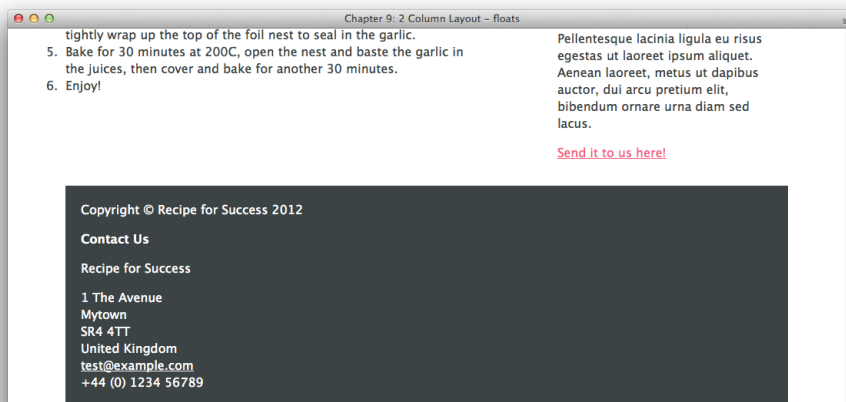 Chapter 9: 2 Column Layout – floats
tightly wrap up the top of the foil nest to seal in the garlic.
5. Bake for 30 minutes at 200C, open the nest and baste the garlic in
the juices, then cover and bake for another 30 minutes.
6. Enjoy!
Pellentesque lacinia ligula eu risus
egestas ut laoreet ipsum aliquet.
Aenean laoreet, metus ut dapibus
auctor, dui arcu pretium elit,
bibendum ornare urna diam sed
lacus.
Send it to us here!
Copyright © Recipe for Success 2012
Contact Us
Recipe for Success
1 The Avenue
Mytown
SR4 4TT
United Kingdom
test@example.com
+44 (0) 1234 56789